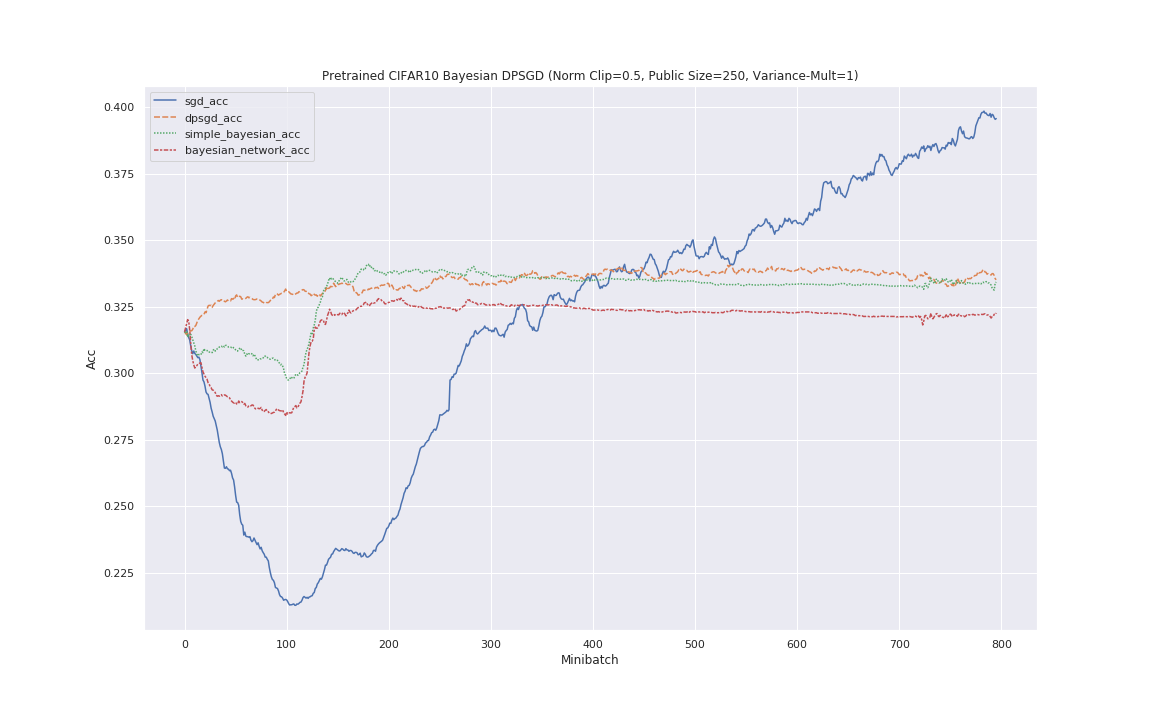 Pretrained CIFAR10 Bayesian DPSGD (Norm Clip=0.5, Public Size=250, Variance-Mult=1)
sgd_acc
dpsgd_acc
simple_bayesian_acc
bayesian_network_acc
0.400
0.375
0.350
0.325
0.300
0.275
0.250
0.225
Acc
0 100 200 300 400 500 600 700 800
Minibatch